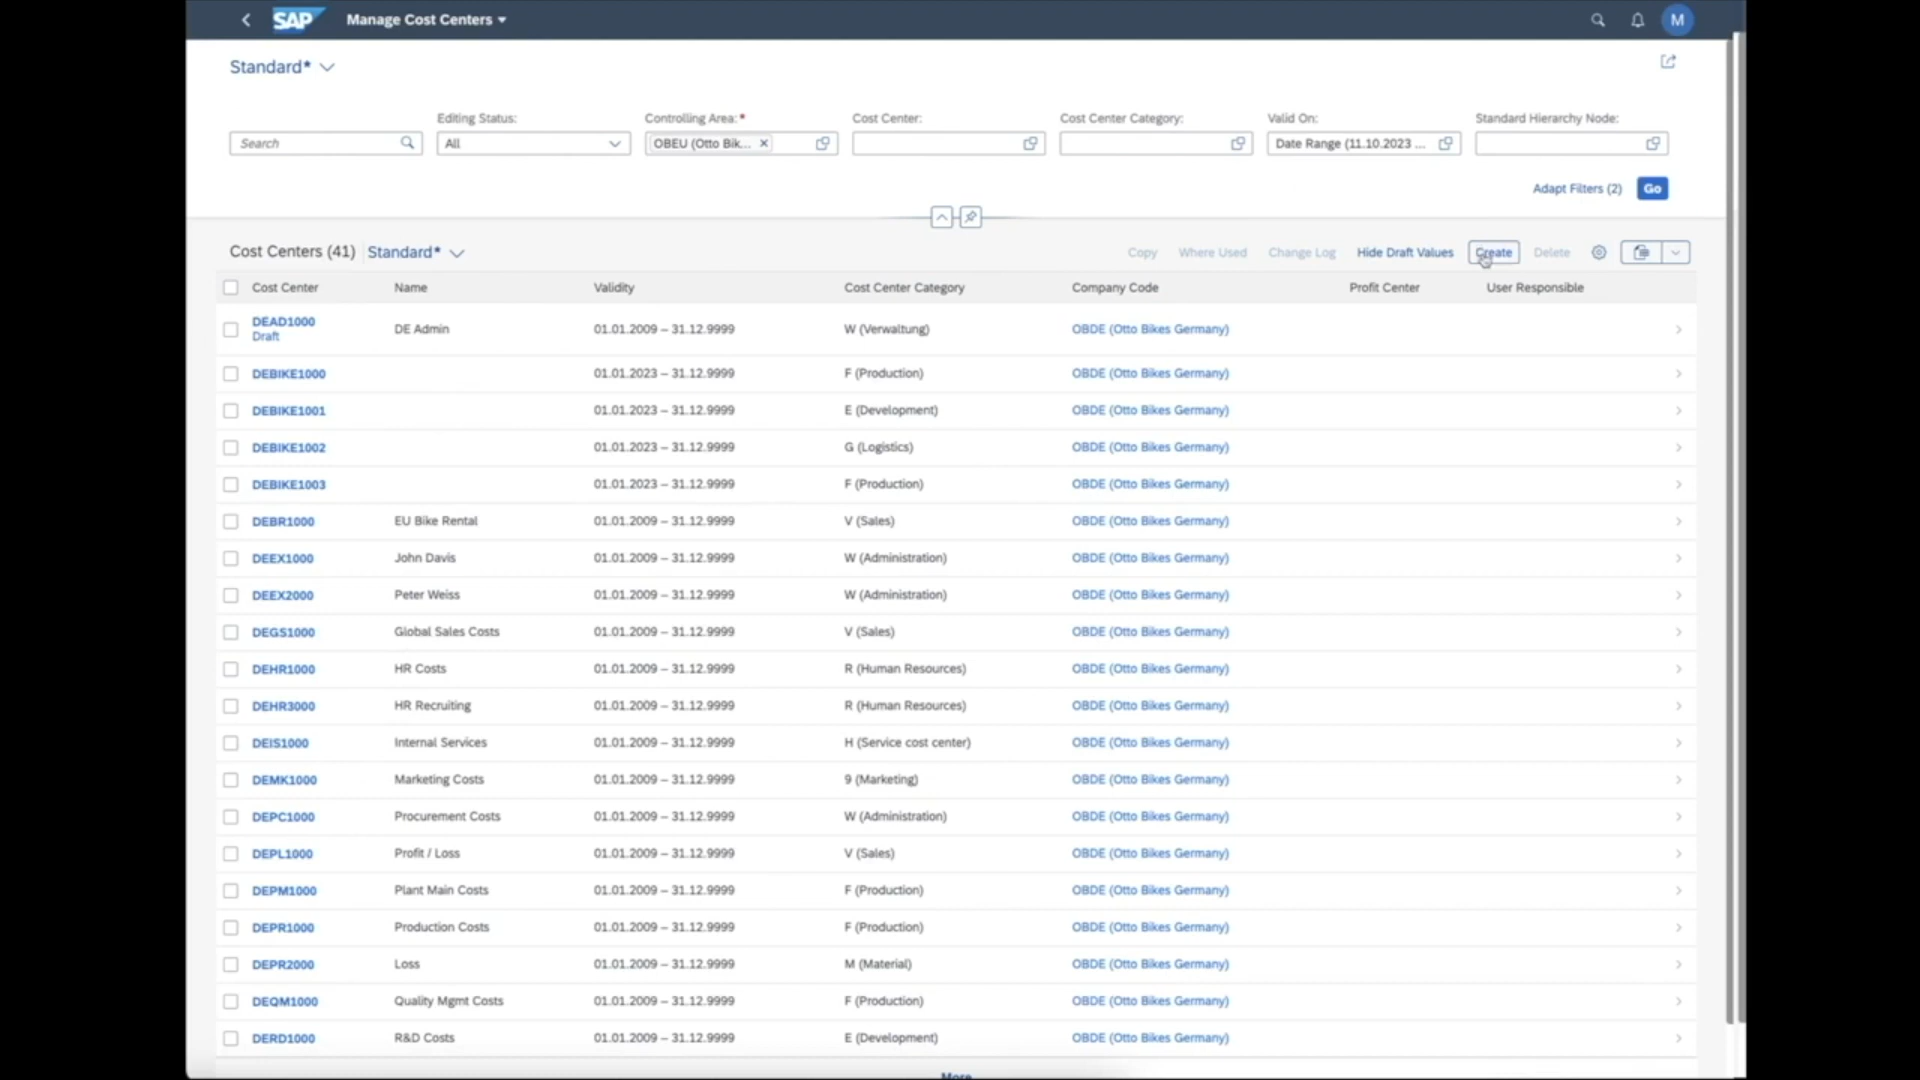 SAP Manage Cost Centers M
Standard*
Editing Status: Controlling Area:* Cost Center: Cost Center Category: Valid On: Standard Hierarchy Node:
Search All OBEU (Otto Bik... Date Range (11.10.2023 ...
Adapt Filters (2) Go
Cost Centers (41) Standard* Copy Where Used Change Log Hide Draft Values Create Delete
Cost Center Name Validity Cost Center Category Company Code Profit Center User Responsible
DEAD1000 DE Admin 01.01.2009 – 31.12.9999 W (Verwaltung) OBDE (Otto Bikes Germany)
Draft
DEBIKE1000 01.01.2023 – 31.12.9999 F (Production) OBDE (Otto Bikes Germany)
DEBIKE1001 01.01.2023 – 31.12.9999 E (Development) OBDE (Otto Bikes Germany)
DEBIKE1002 01.01.2023 – 31.12.9999 G (Logistics) OBDE (Otto Bikes Germany)
DEBIKE1003 01.01.2023 – 31.12.9999 F (Production) OBDE (Otto Bikes Germany)
DEBR1000 EU Bike Rental 01.01.2009 – 31.12.9999 V (Sales) OBDE (Otto Bikes Germany)
DEEX1000 John Davis 01.01.2009 – 31.12.9999 W (Administration) OBDE (Otto Bikes Germany)
DEEX2000 Peter Weiss 01.01.2009 – 31.12.9999 W (Administration) OBDE (Otto Bikes Germany)
DEGS1000 Global Sales Costs 01.01.2009 – 31.12.9999 V (Sales) OBDE (Otto Bikes Germany)
DEHR1000 HR Costs 01.01.2009 – 31.12.9999 R (Human Resources) OBDE (Otto Bikes Germany)
DEHR3000 HR Recruiting 01.01.2009 – 31.12.9999 R (Human Resources) OBDE (Otto Bikes Germany)
DEIS1000 Internal Services 01.01.2009 – 31.12.9999 H (Service cost center) OBDE (Otto Bikes Germany)
DEMK1000 Marketing Costs 01.01.2009 – 31.12.9999 9 (Marketing) OBDE (Otto Bikes Germany)
DEPC1000 Procurement Costs 01.01.2009 – 31.12.9999 W (Administration) OBDE (Otto Bikes Germany)
DEPL1000 Profit / Loss 01.01.2009 – 31.12.9999 V (Sales) OBDE (Otto Bikes Germany)
DEPM1000 Plant Main Costs 01.01.2009 – 31.12.9999 F (Production) OBDE (Otto Bikes Germany)
DEPR1000 Production Costs 01.01.2009 – 31.12.9999 F (Production) OBDE (Otto Bikes Germany)
DEPR2000 Loss 01.01.2009 – 31.12.9999 M (Material) OBDE (Otto Bikes Germany)
DEQM1000 Quality Mgmt Costs 01.01.2009 – 31.12.9999 F (Production) OBDE (Otto Bikes Germany)
DERD1000 R&D Costs 01.01.2009 – 31.12.9999 E (Development) OBDE (Otto Bikes Germany)
More